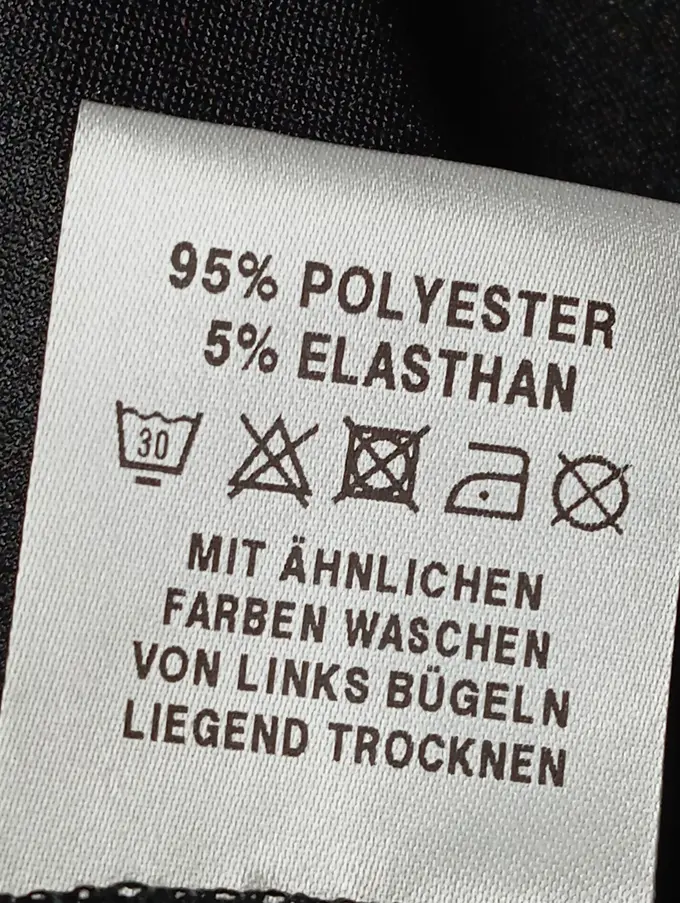 95% POLYESTER
5% ELASTHAN
30
MIT ÄHNLICHEN
FARBEN WASCHEN
VON LINKS BÜGELN
LIEGEND TROCKNEN